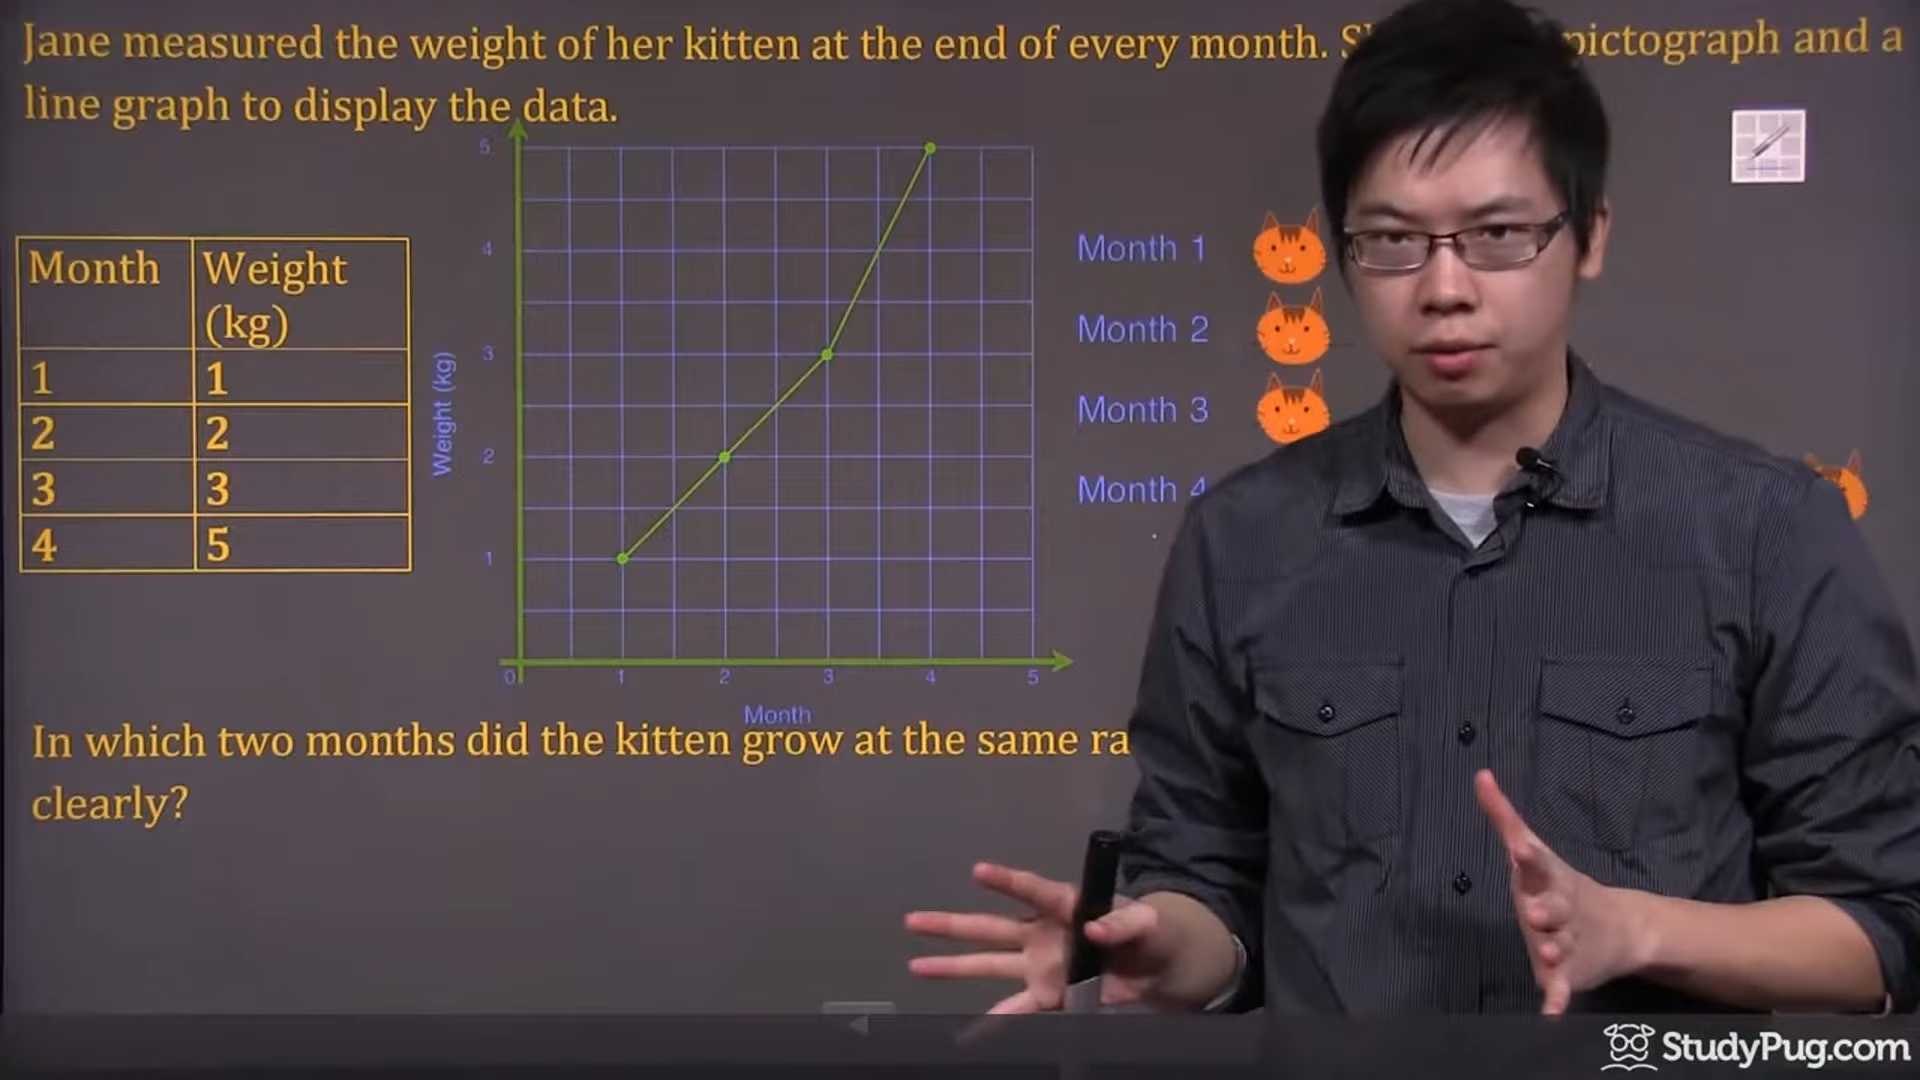 Jane measured the weight of her kitten at the end of every month. pictograph and a
line graph to display the data.
Month Weight
(kg)
1 1
2 2
3 3
4 5
Weight (kg)
5
4
3
2
1
0 1 2 3 4 5
Month
Month 1
Month 2
Month 3
Month 4
In which two months did the kitten grow at the same
clearly?
StudyPug.com